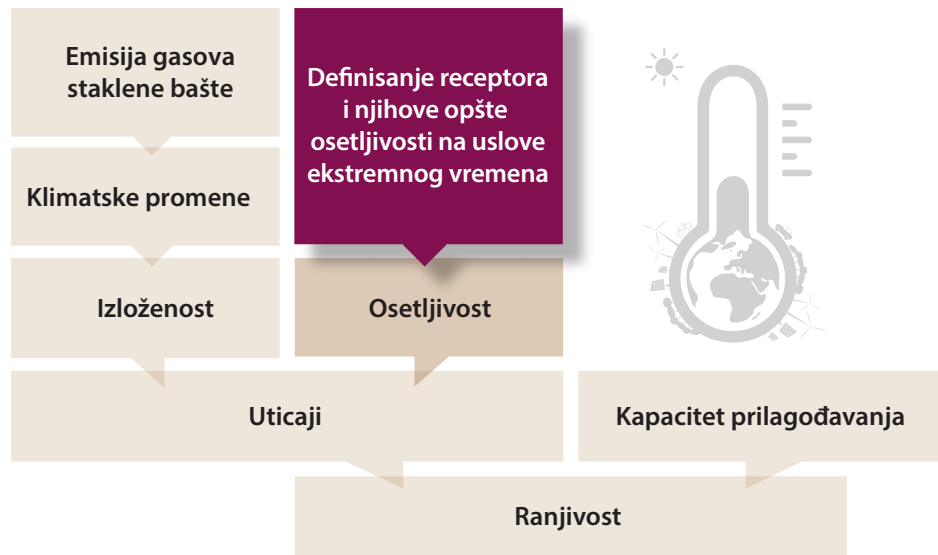 Emisija gasova
staklene bašte
Definisanje receptora
i njihove opšte
osetljivosti na uslove
ekstremnog vremena
Klimatske promene
Izloženost
Osetljivost
Uticaji
Kapacitet prilagođavanja
Ranjivost